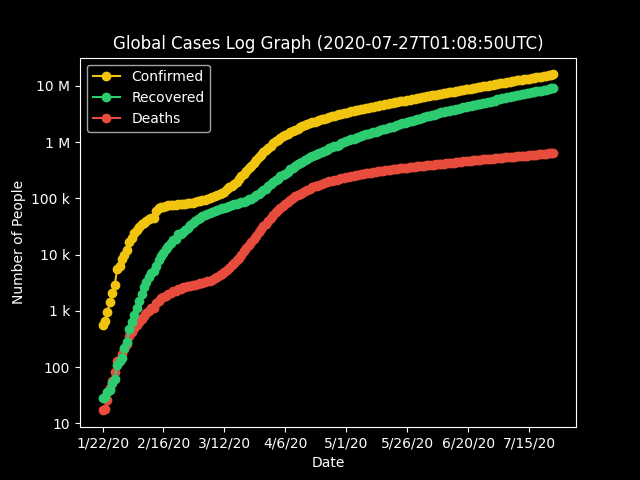 Global Cases Log Graph (2020-07-27T01:08:50UTC)
Confirmed
Recovered
Deaths
10 M
1 M
100 k
10 k
1 k
100
10
Number of People
1/22/20 2/16/20 3/12/20 4/6/20 5/1/20 5/26/20 6/20/20 7/15/20
Date